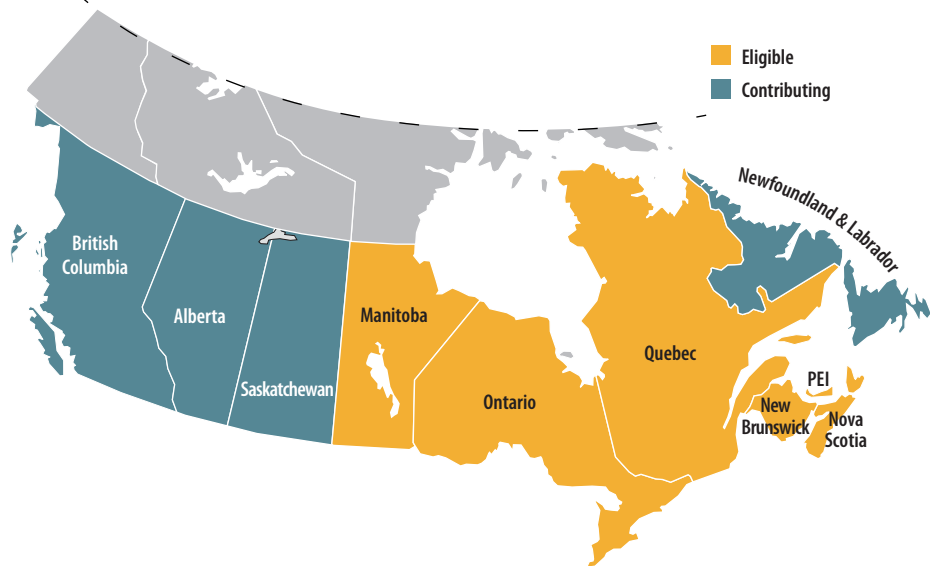 Eligible
Contributing
Newfoundland & Labrador
British
Columbia
Alberta
Saskatchewan
Manitoba
Ontario
Quebec
PEI
New
Brunswick
Nova
Scotia